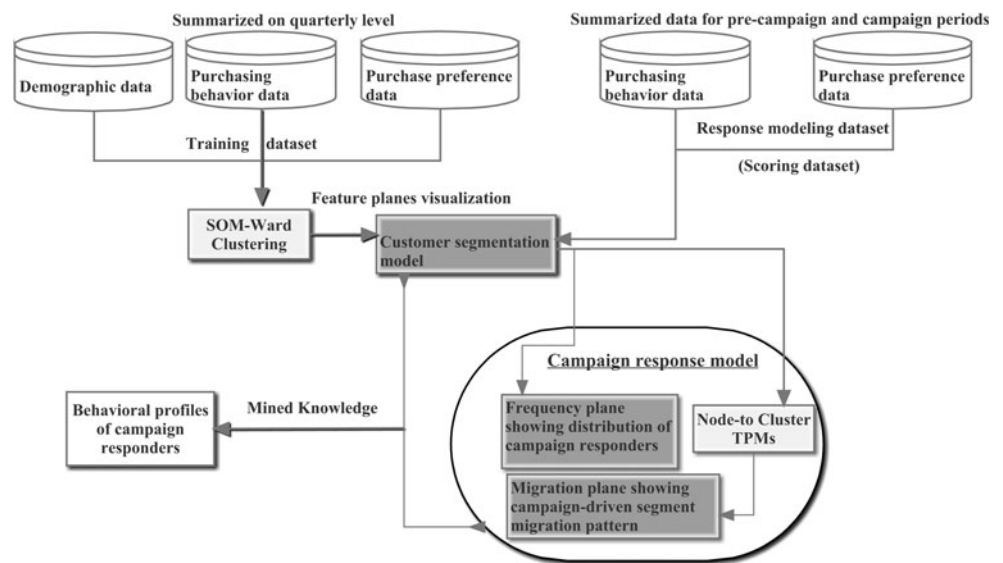 Summarized on quarterly level
Summarized data for pre-campaign and campaign periods
Demographic data
Purchasing
behavior data
Purchase preference
data
Purchasing
behavior data
Purchase preference
data
Training dataset
Response modeling dataset
(Scoring dataset)
Feature planes visualization
SOM-Ward
Clustering
Customer segmentation
model
Campaign response model
Behavioral profiles
of campaign
responders
Mined Knowledge
Frequency plane
showing distribution of
campaign responders
Node-to Cluster
TPMs
Migration plane showing
campaign-driven segment
migration pattern